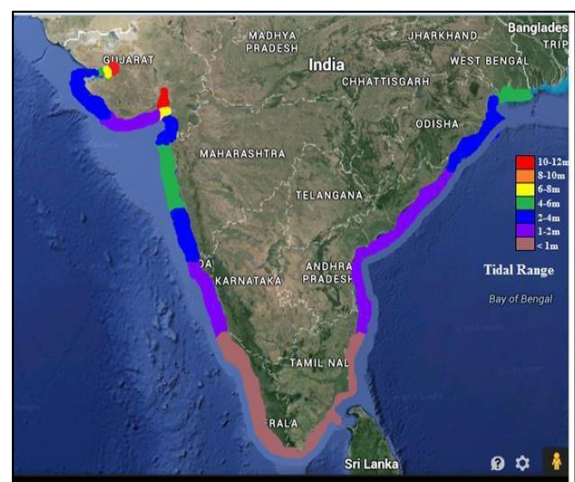 MADHYA
PRADESH
JHARKHAND
Banglades
TRIP
GUJARAT
India
WEST BENGAL
CHHATTISGARH
ODISHA
MAHARASHTRA
TELANGANA
10-12m
8-10m
6-8m
4-6m
2-4m
1-2m
< 1m
Tidal Range
Bay of Bengal
DA
KARNATAKA
ANDHRA
PRADESH
TAMIL NAD
RALA
Sri Lanka
?